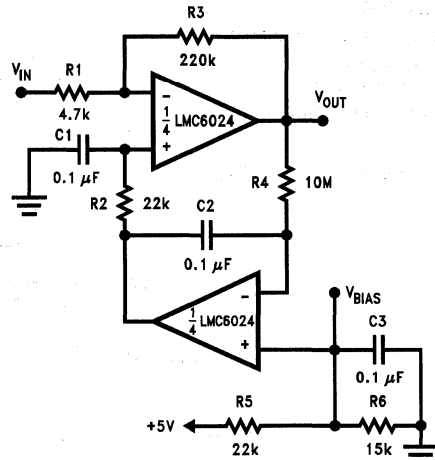 R3
220k
V_IN
R1
4.7k
−
1/4 LMC6024
+
V_OUT
C1
0.1 µF
R2
22k
C2
0.1 µF
R4
10M
−
1/4 LMC6024
+
V_BIAS
C3
0.1 µF
+5V
R5
22k
R6
15k